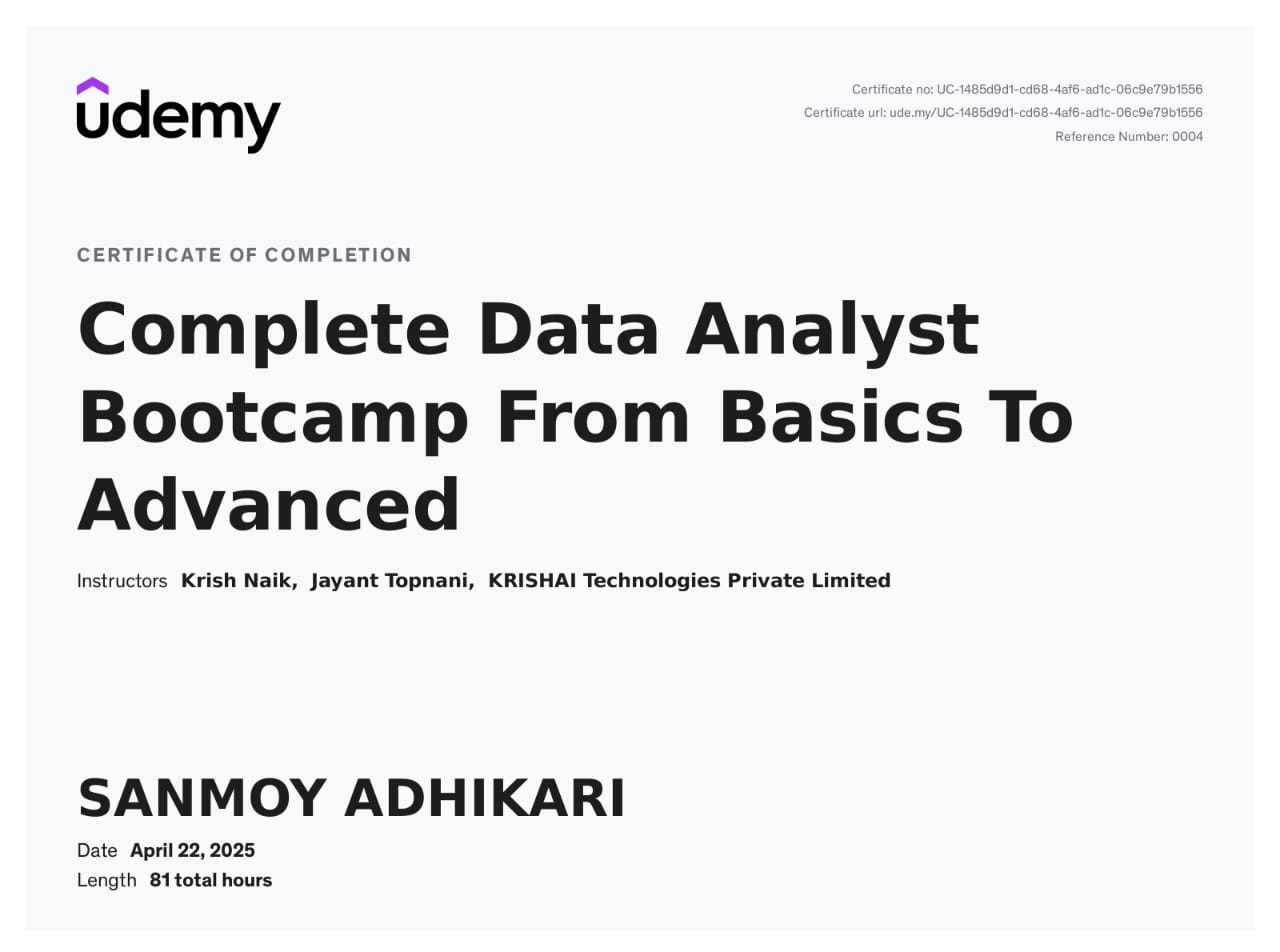 udemy
Certificate no: UC-1485d9d1-cd68-4af6-ad1c-06c9e79b1556
Certificate url: ude.my/UC-1485d9d1-cd68-4af6-ad1c-06c9e79b1556
Reference Number: 0004
CERTIFICATE OF COMPLETION
Complete Data Analyst
Bootcamp From Basics To
Advanced
Instructors Krish Naik, Jayant Topnani, KRISHAI Technologies Private Limited
SANMOY ADHIKARI
Date April 22, 2025
Length 81 total hours